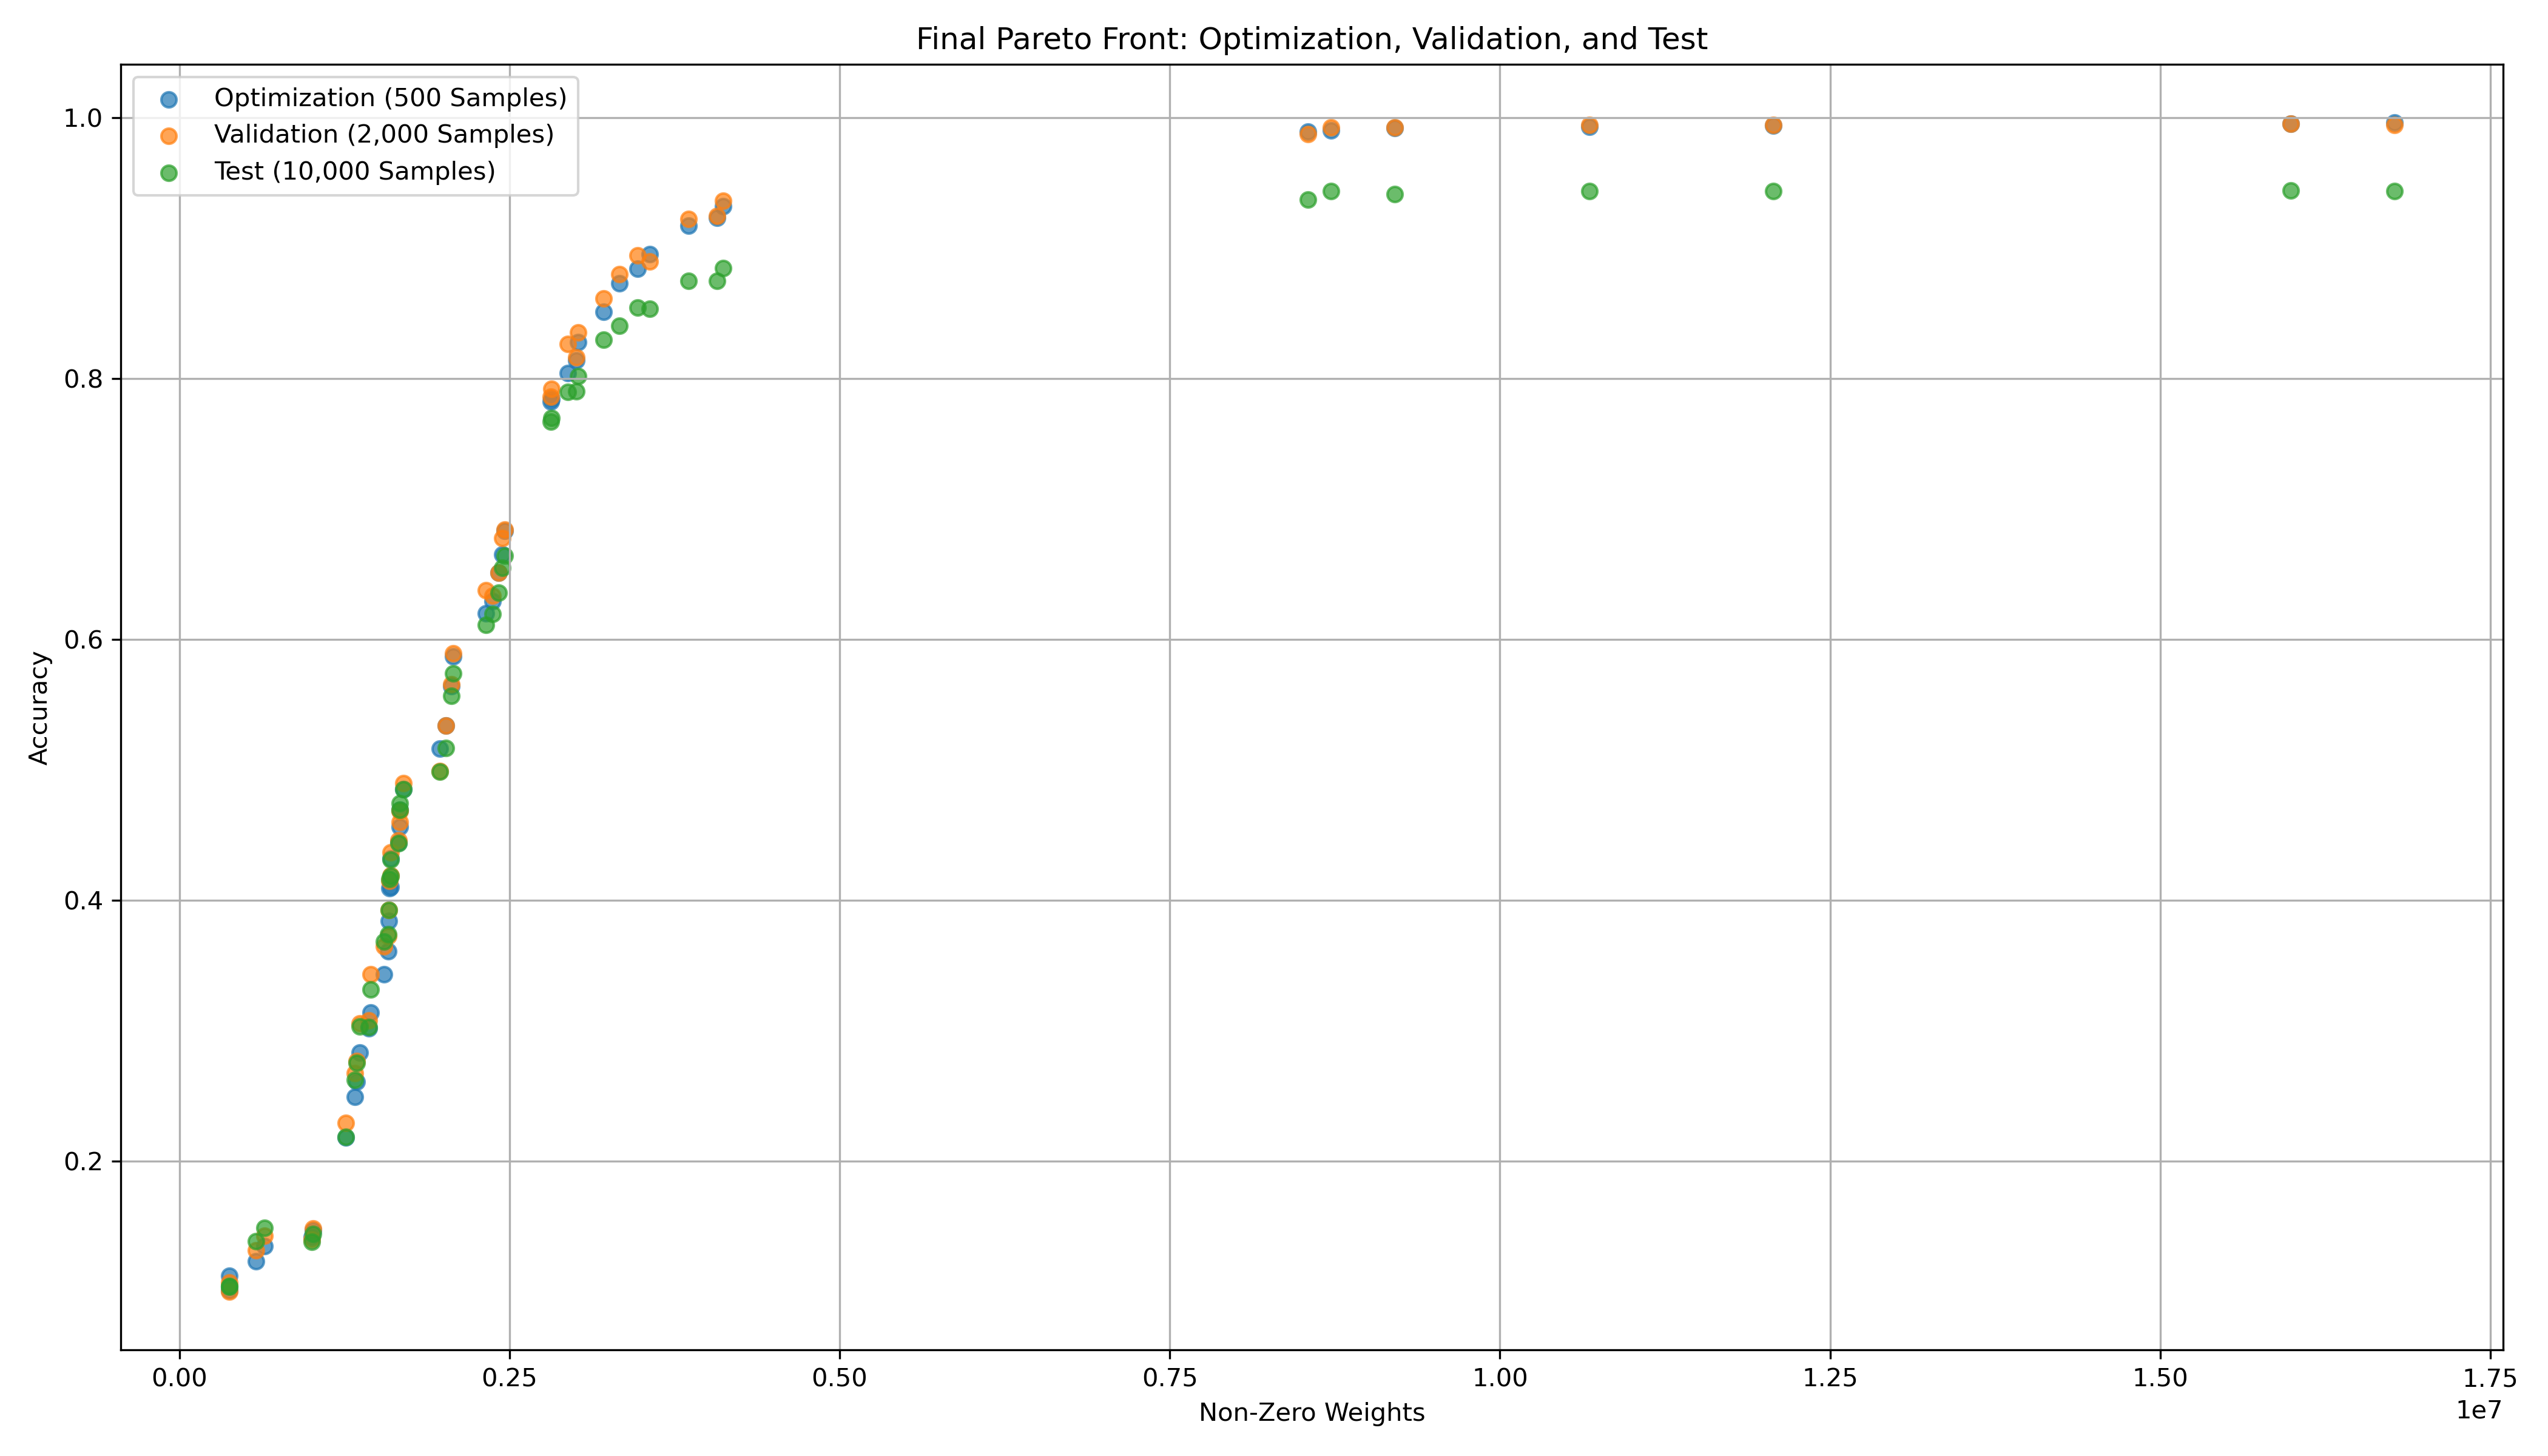 Final Pareto Front: Optimization, Validation, and Test
Optimization (500 Samples)
Validation (2,000 Samples)
Test (10,000 Samples)
1.0
0.8
0.6
0.4
0.2
Accuracy
0.00 0.25 0.50 0.75 1.00 1.25 1.50 1.75
1e7
Non-Zero Weights